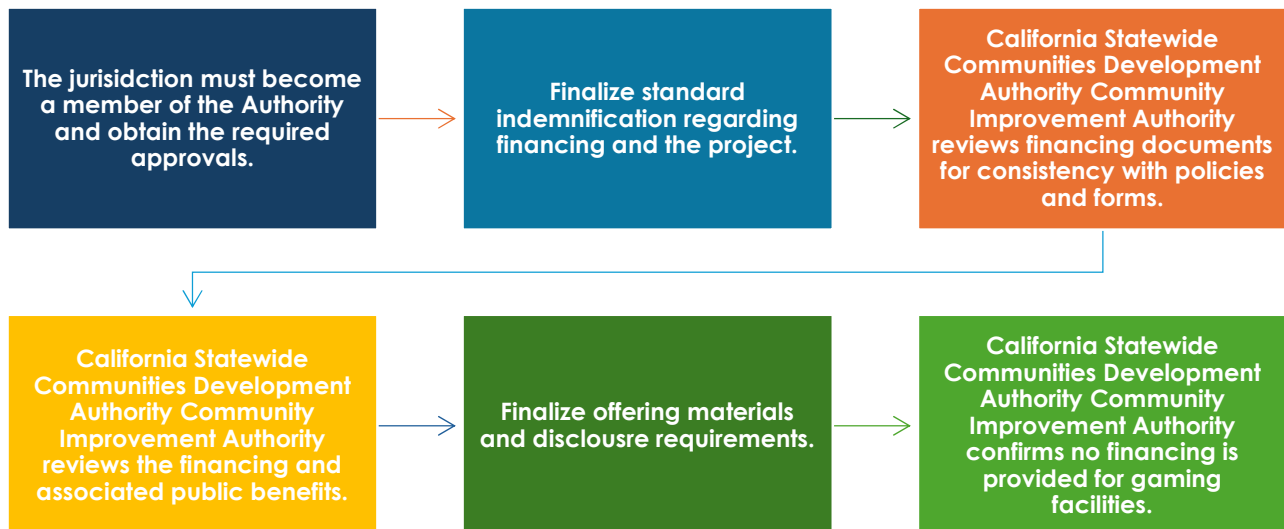 The jurisidction must become
a member of the Authority
and obtain the required
approvals.
Finalize standard
indemnification regarding
financing and the project.
California Statewide
Communities Development
Authority Community
Improvement Authority
reviews financing documents
for consistency with policies
and forms.
California Statewide
Communities Development
Authority Community
Improvement Authority
reviews the financing and
associated public benefits.
Finalize offering materials
and disclousre requirements.
California Statewide
Communities Development
Authority Community
Improvement Authority
confirms no financing is
provided for gaming
facilities.